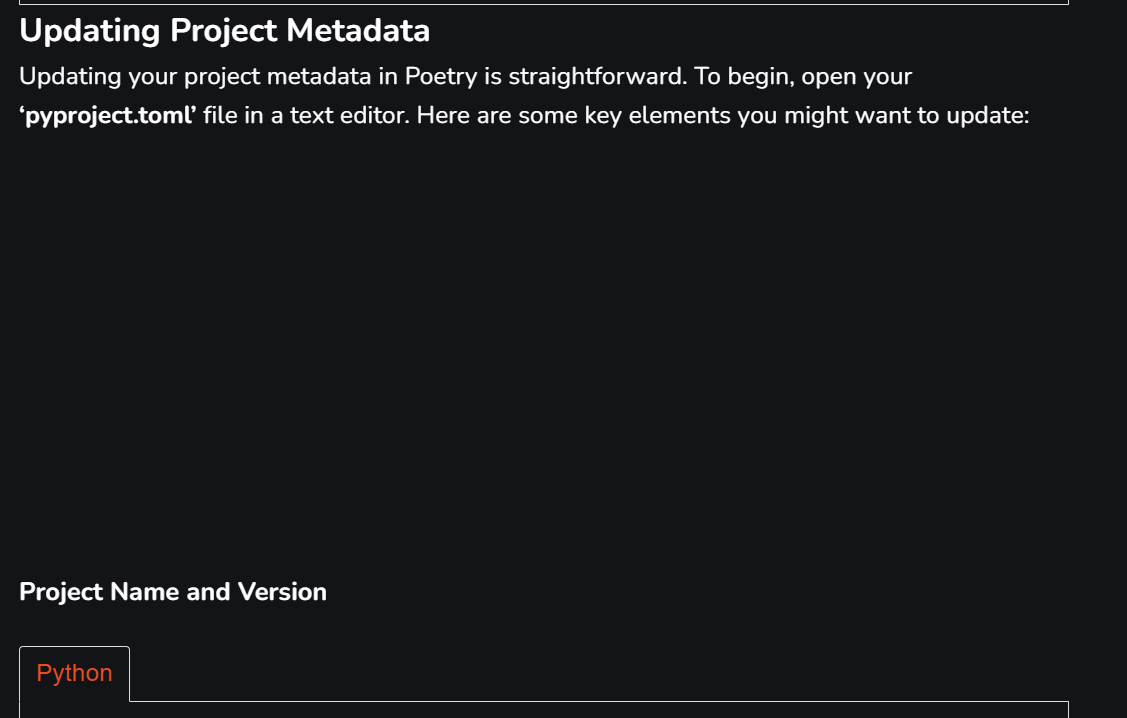 Updating Project Metadata
Updating your project metadata in Poetry is straightforward. To begin, open your
‘pyproject.toml’ file in a text editor. Here are some key elements you might want to update:
Project Name and Version
Python